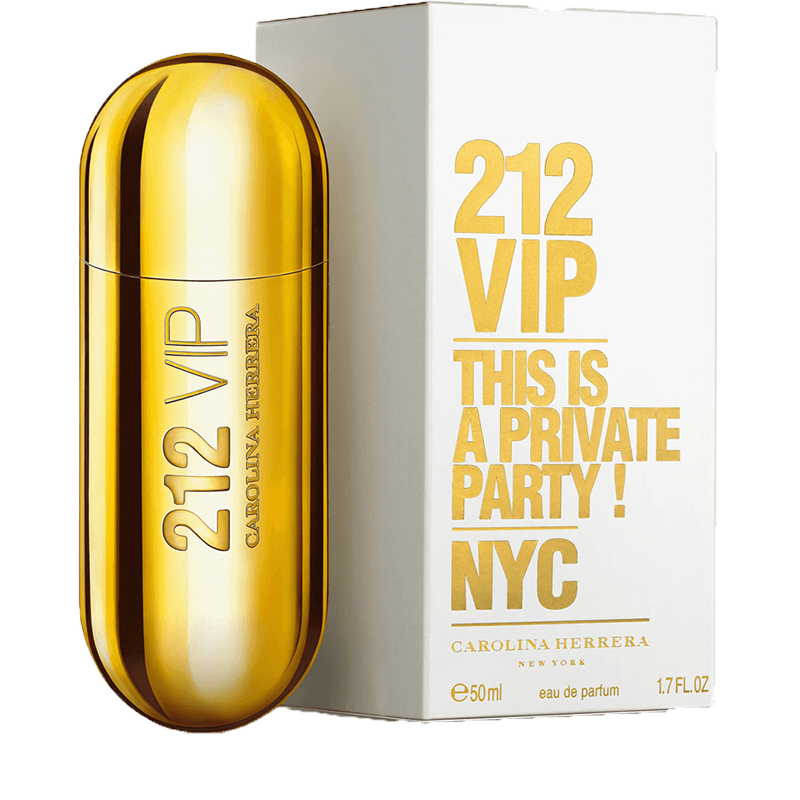 212 VIP
CAROLINA HERRERA
212
VIP
THIS IS
A PRIVATE
PARTY !
NYC
CAROLINA HERRERA
NEW YORK
℮50ml eau de parfum 1.7 FL.OZ